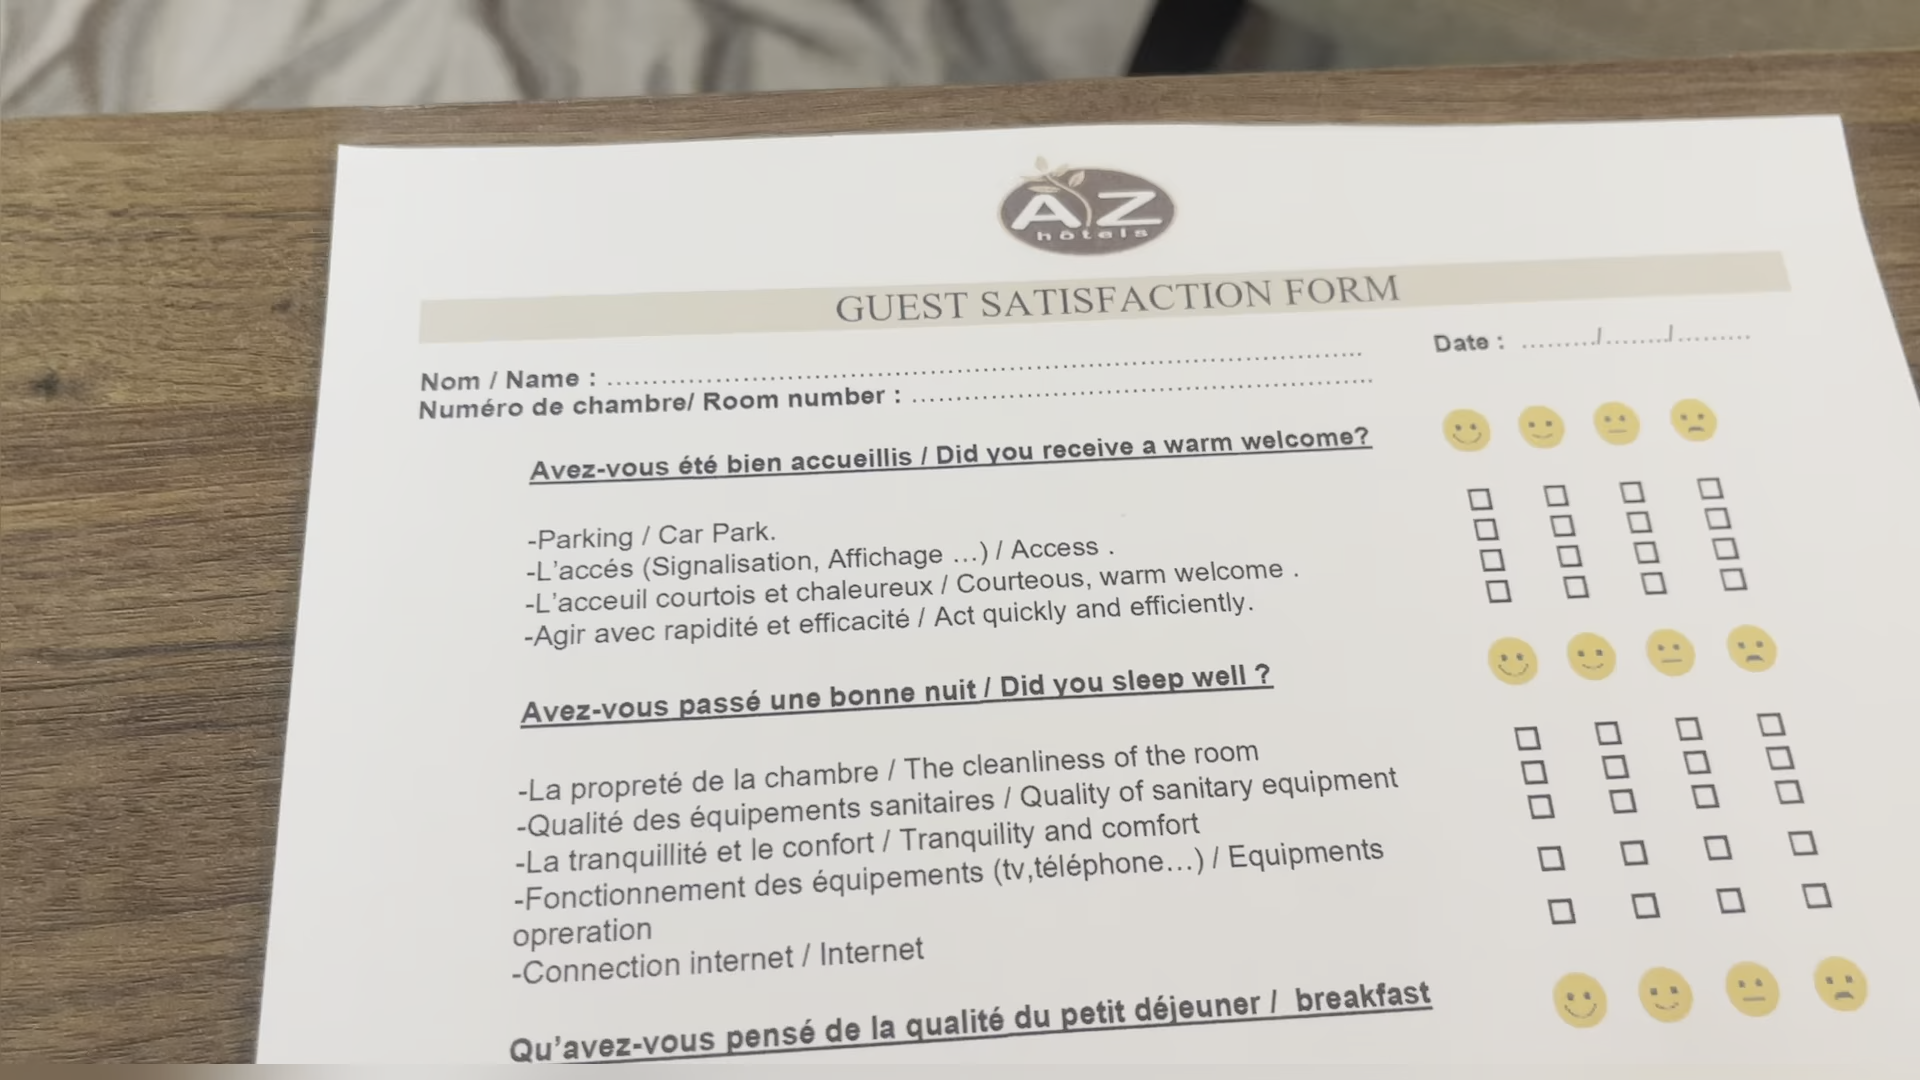 AZ
hôtels
GUEST SATISFACTION FORM
Date : ........./......../.........
Nom / Name : ................................................................................
Numéro de chambre/ Room number : ..................................................
Avez-vous été bien accueillis / Did you receive a warm welcome?
-Parking / Car Park.
-L'accés (Signalisation, Affichage ...) / Access .
-L'acceuil courtois et chaleureux / Courteous, warm welcome .
-Agir avec rapidité et efficacité / Act quickly and efficiently.
Avez-vous passé une bonne nuit / Did you sleep well ?
-La propreté de la chambre / The cleanliness of the room
-Qualité des équipements sanitaires / Quality of sanitary equipment
-La tranquillité et le confort / Tranquility and comfort
-Fonctionnement des équipements (tv,téléphone...) / Equipments
opreration
-Connection internet / Internet
Qu'avez-vous pensé de la qualité du petit déjeuner / breakfast